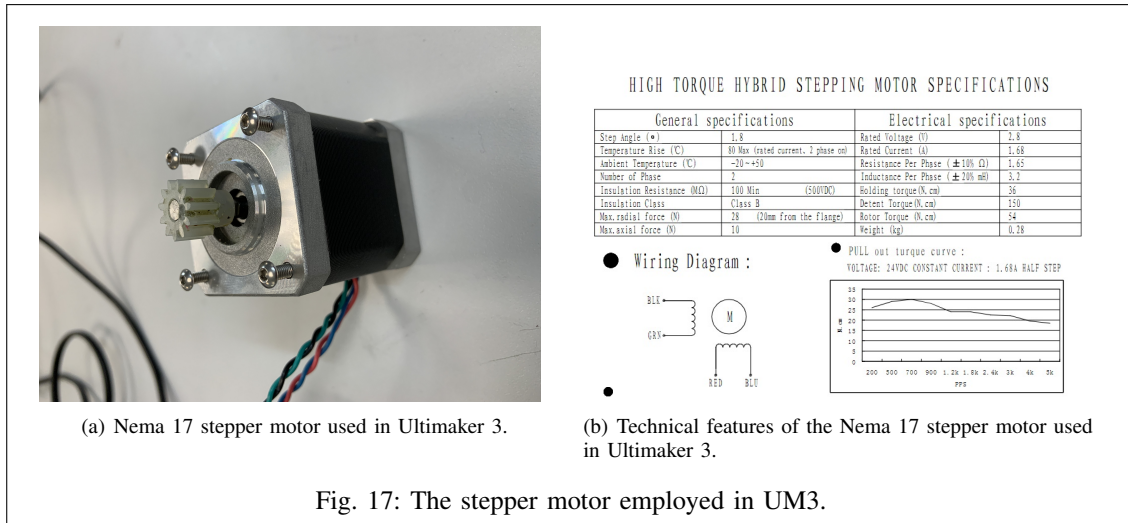 HIGH TORQUE HYBRID STEPPING MOTOR SPECIFICATIONS
General specifications Electrical specifications
Step Angle (°) 1.8 Rated Voltage (V) 2.8
Temperature Rise (℃) 80 Max (rated current, 2 phase on) Rated Current (A) 1.68
Ambient Temperature (℃) -20~+50 Resistance Per Phase (±10% Ω) 1.65
Number of Phase 2 Inductance Per Phase (±20% mH) 3.2
Insulation Resistance (MΩ) 100 Min (500VDC) Holding torque(N.cm) 36
Insulation Class Class B Detent Torque(N.cm) 150
Max.radial force (N) 28 (20mm from the flange) Rotor Torque (N.cm) 54
Max.axial force (N) 10 Weight (kg) 0.28
● Wiring Diagram :
BLK
GRN
M
RED BLU
● PULL out torque curve :
VOLTAGE: 24VDC CONSTANT CURRENT : 1.68A HALF STEP
N.cm
35
30
25
20
15
10
5
0
200 500 700 900 1.2k 1.8k 2.4k 3k 4k 5k
PPS
(a) Nema 17 stepper motor used in Ultimaker 3.
(b) Technical features of the Nema 17 stepper motor used
in Ultimaker 3.
Fig. 17: The stepper motor employed in UM3.